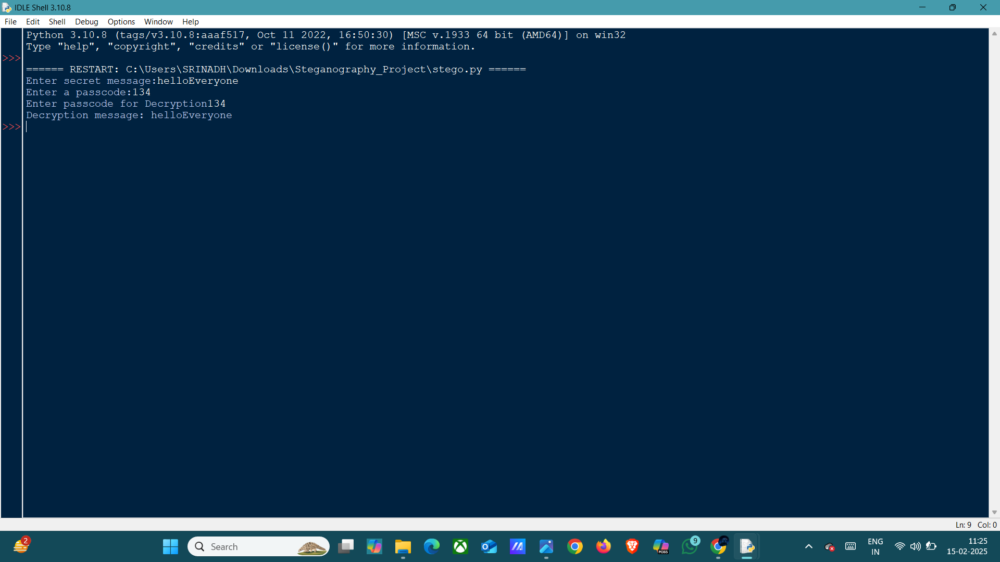 IDLE Shell 3.10.8
File Edit Shell Debug Options Window Help
Python 3.10.8 (tags/v3.10.8:aaaf517, Oct 11 2022, 16:50:30) [MSC v.1933 64 bit (AMD64)] on win32
Type "help", "copyright", "credits" or "license()" for more information.
>>>
====== RESTART: C:\Users\SRINADH\Downloads\Steganography_Project\stego.py ======
Enter secret message:helloEveryone
Enter a passcode:134
Enter passcode for Decryption134
Decryption message: helloEveryone
>>>
Ln: 9 Col: 0
2
Search
M365
9
ENG
IN
11:25
15-02-2025